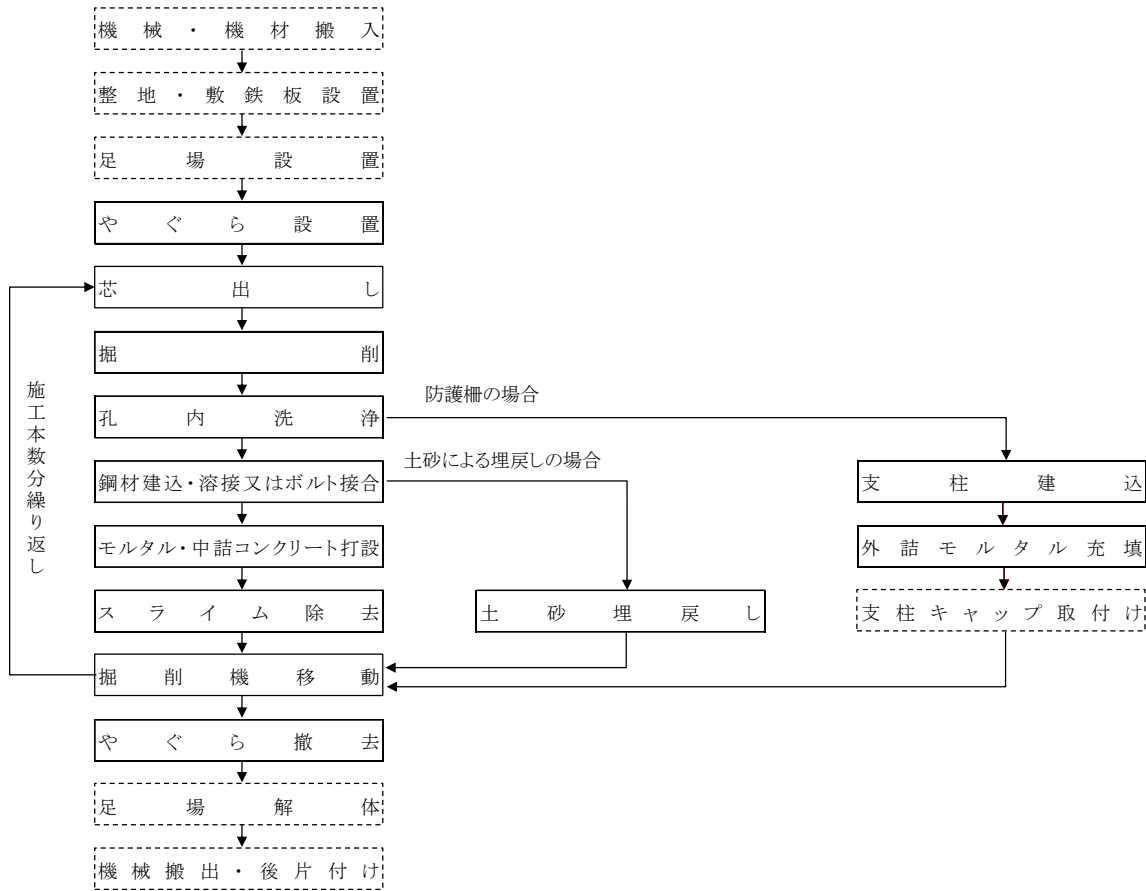 機械・機材搬入
整地・敷鉄板設置
足場設置
やぐら設置
芯出し
掘削
防護柵の場合
孔内洗浄
土砂による埋戻しの場合
鋼材建込・溶接又はボルト接合
支柱建込
モルタル・中詰コンクリート打設
外詰モルタル充填
スライム除去
土砂埋戻し
支柱キャップ取付け
施工本数分繰り返し
掘削機移動
やぐら撤去
足場解体
機械搬出・後片付け